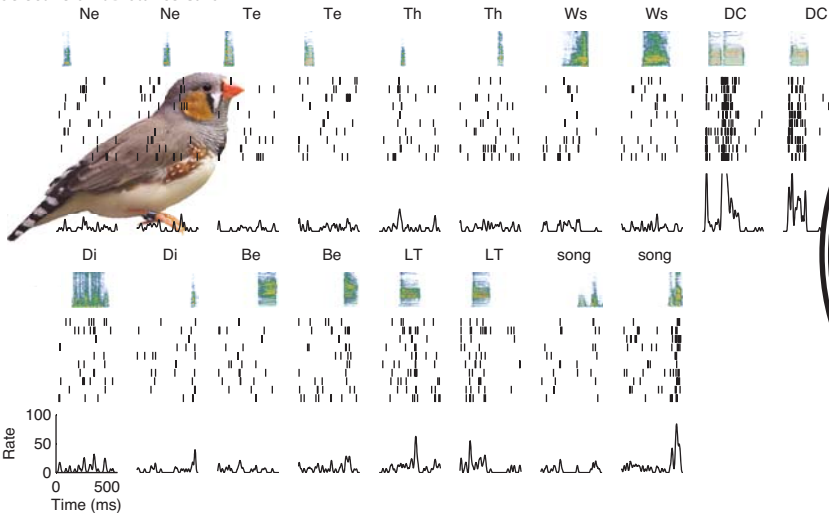 Ne Ne Te Te Th Th Ws Ws DC DC
Di Di Be Be LT LT song song
100
50
0
Rate
0 500
Time (ms)